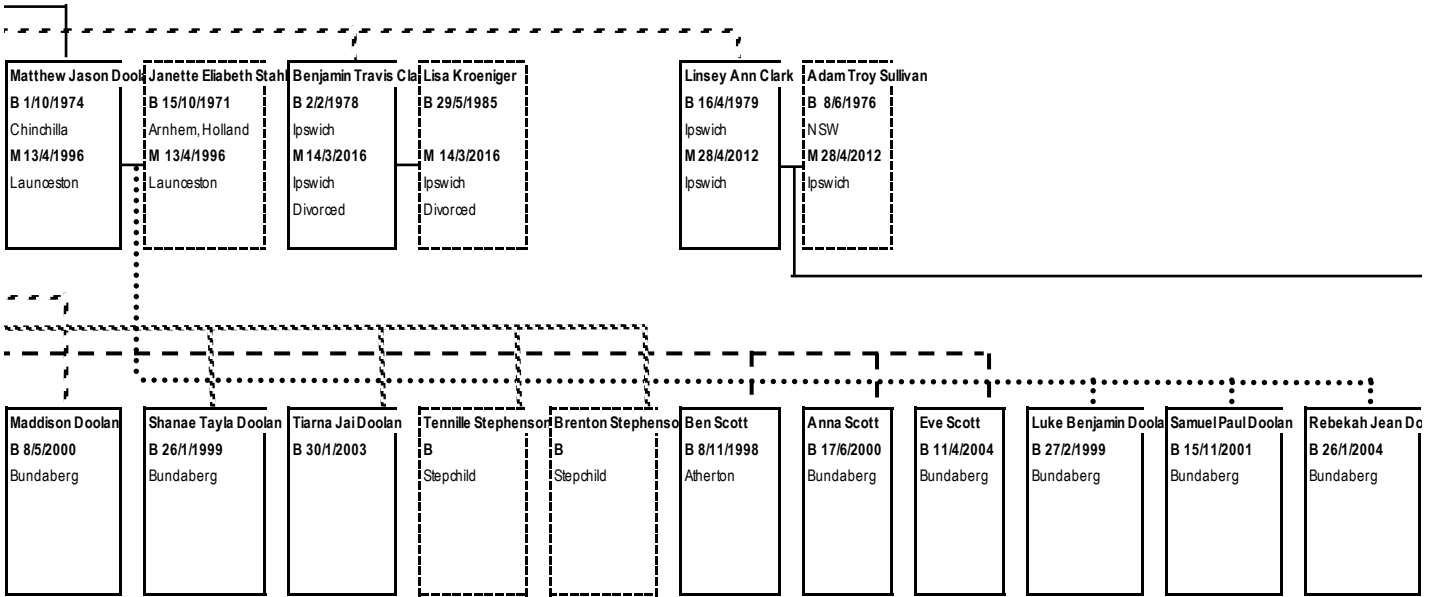 Matthew Jason Dool
B 1/10/1974
Chinchilla
M 13/4/1996
Launceston
Janette Eliabeth Stahl
B 15/10/1971
Arnhem, Holland
M 13/4/1996
Launceston
Benjamin Travis Cla
B 2/2/1978
Ipswich
M 14/3/2016
Ipswich
Divorced
Lisa Kroeniger
B 29/5/1985
M 14/3/2016
Ipswich
Divorced
Linsey Ann Clark
B 16/4/1979
Ipswich
M 28/4/2012
Ipswich
Adam Troy Sullivan
B 8/6/1976
NSW
M 28/4/2012
Ipswich
Maddison Doolan
B 8/5/2000
Bundaberg
Shanae Tayla Doolan
B 26/1/1999
Bundaberg
Tiarna Jai Doolan
B 30/1/2003
Tennille Stephenson
B
Stepchild
Brenton Stephenso
B
Stepchild
Ben Scott
B 8/11/1998
Atherton
Anna Scott
B 17/6/2000
Bundaberg
Eve Scott
B 11/4/2004
Bundaberg
Luke Benjamin Doola
B 27/2/1999
Bundaberg
Samuel Paul Doolan
B 15/11/2001
Bundaberg
Rebekah Jean Do
B 26/1/2004
Bundaberg